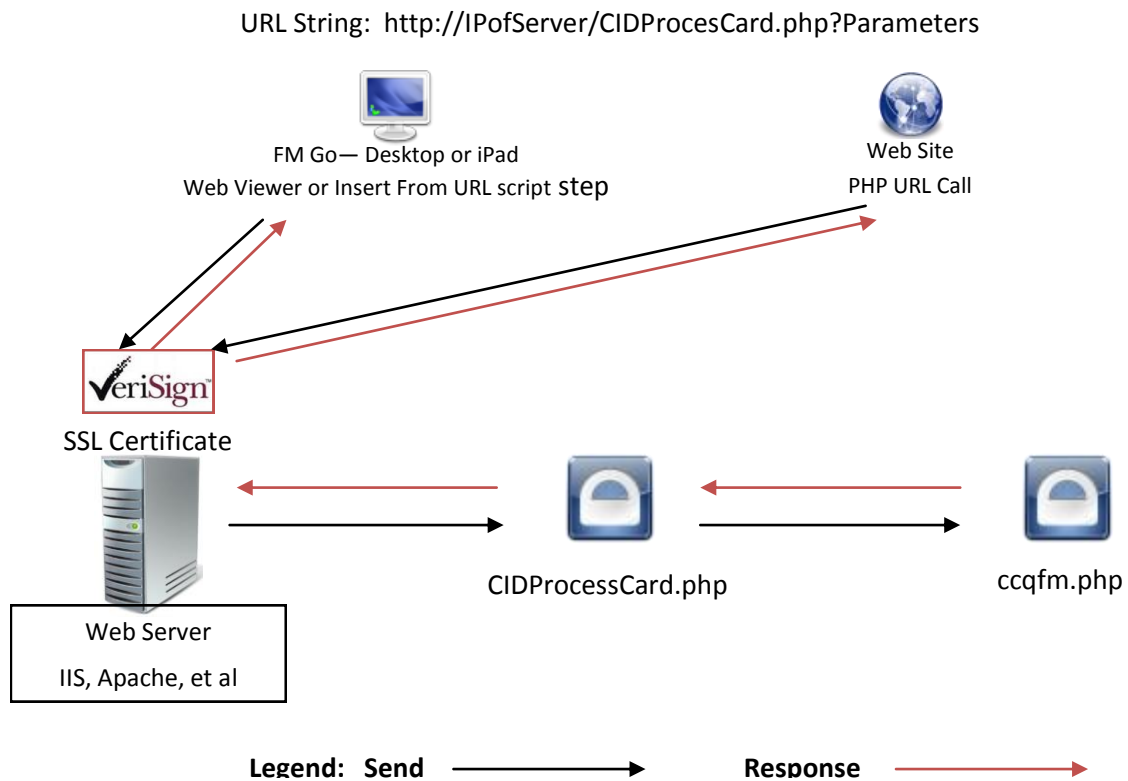 URL String: http://IPofServer/CIDProcesCard.php?Parameters
FM Go— Desktop or iPad
Web Viewer or Insert From URL script step
Web Site
PHP URL Call
VeriSign™
SSL Certificate
CIDProcessCard.php
ccqfm.php
Web Server
IIS, Apache, et al
Legend: Send Response